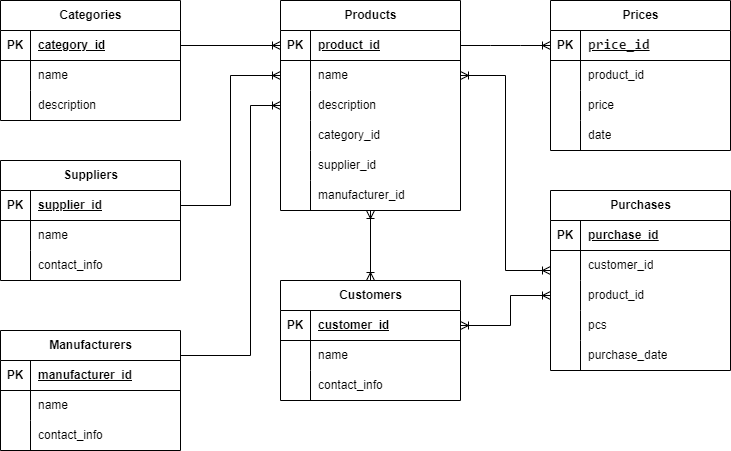 Categories
PK category_id
name
description
Suppliers
PK supplier_id
name
contact_info
Manufacturers
PK manufacturer_id
name
contact_info
Products
PK product_id
name
description
category_id
supplier_id
manufacturer_id
Customers
PK customer_id
name
contact_info
Prices
PK price_id
product_id
price
date
Purchases
PK purchase_id
customer_id
product_id
pcs
purchase_date